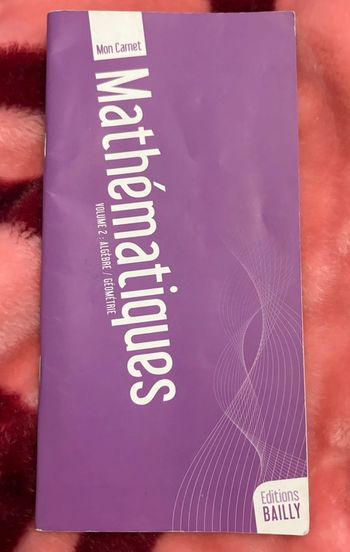 Mon Carnet
Mathématiques
VOLUME 2 : ALGÈBRE / GÉOMÉTRIE
Editions
BAILLY